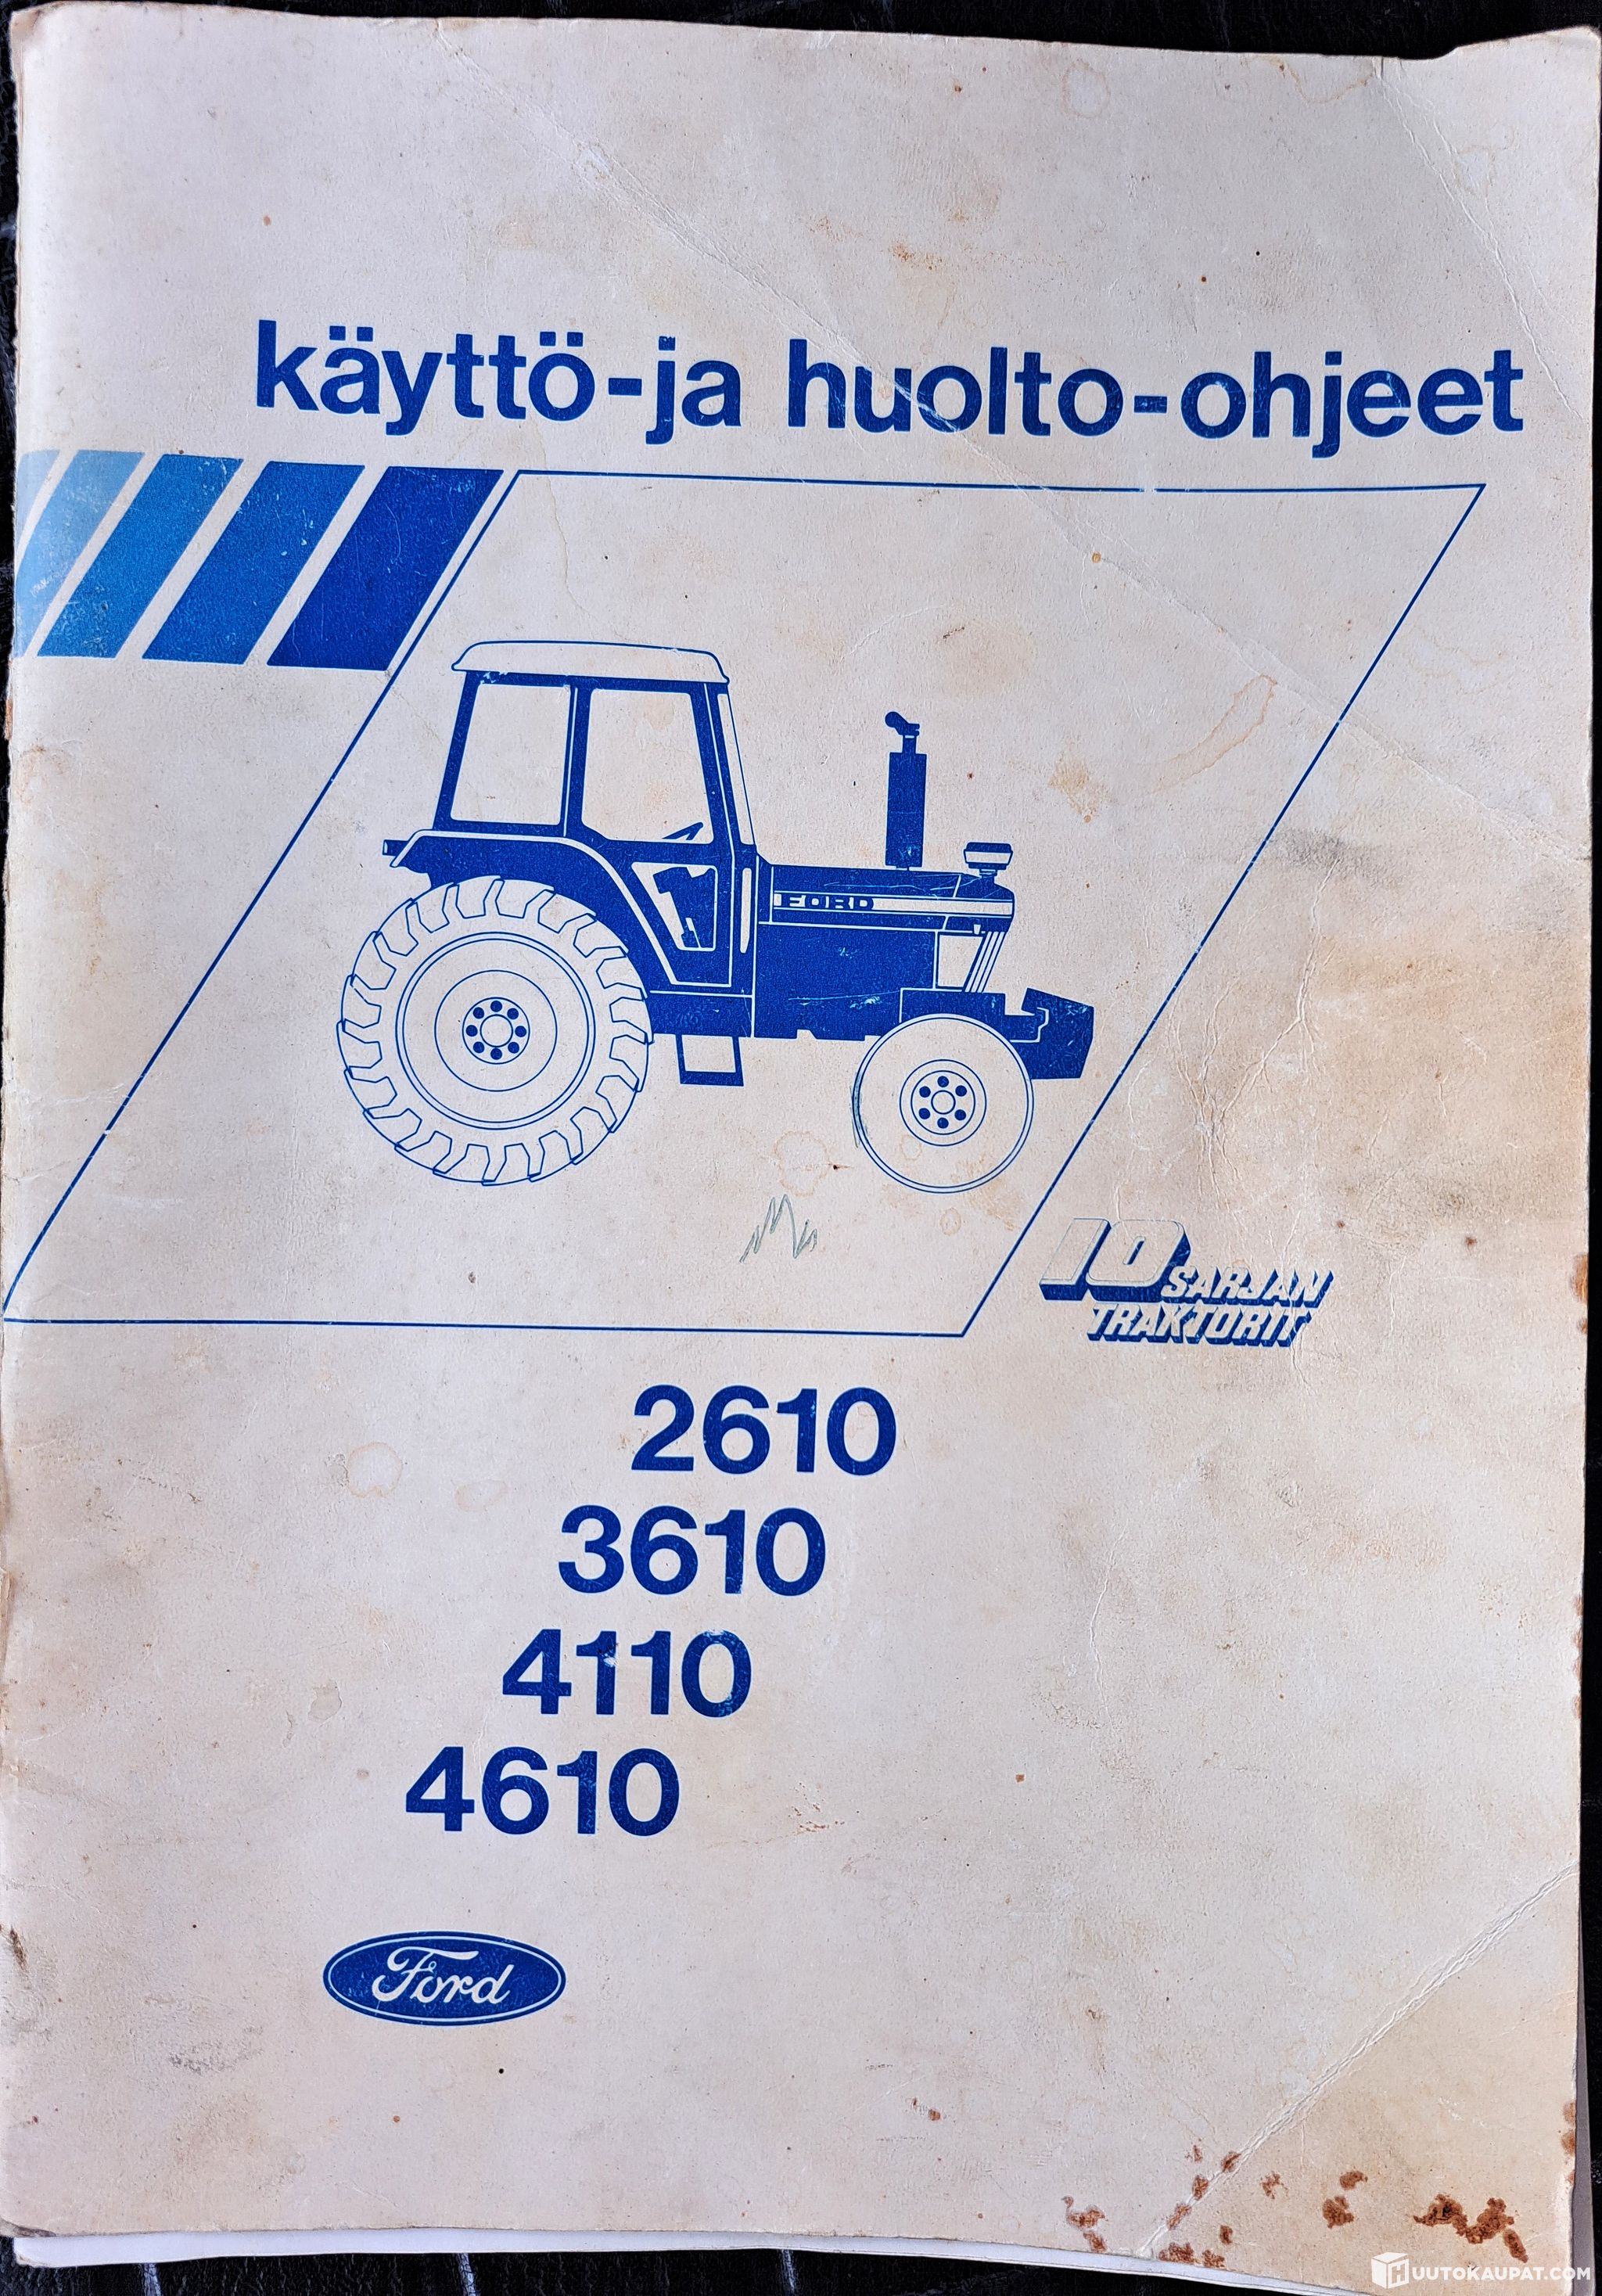 käyttö-ja huolto-ohjeet
FORD
10 SARJAN
TRAKTORIT
2610
3610
4110
4610
Ford
HUUTOKAUPAT.COM